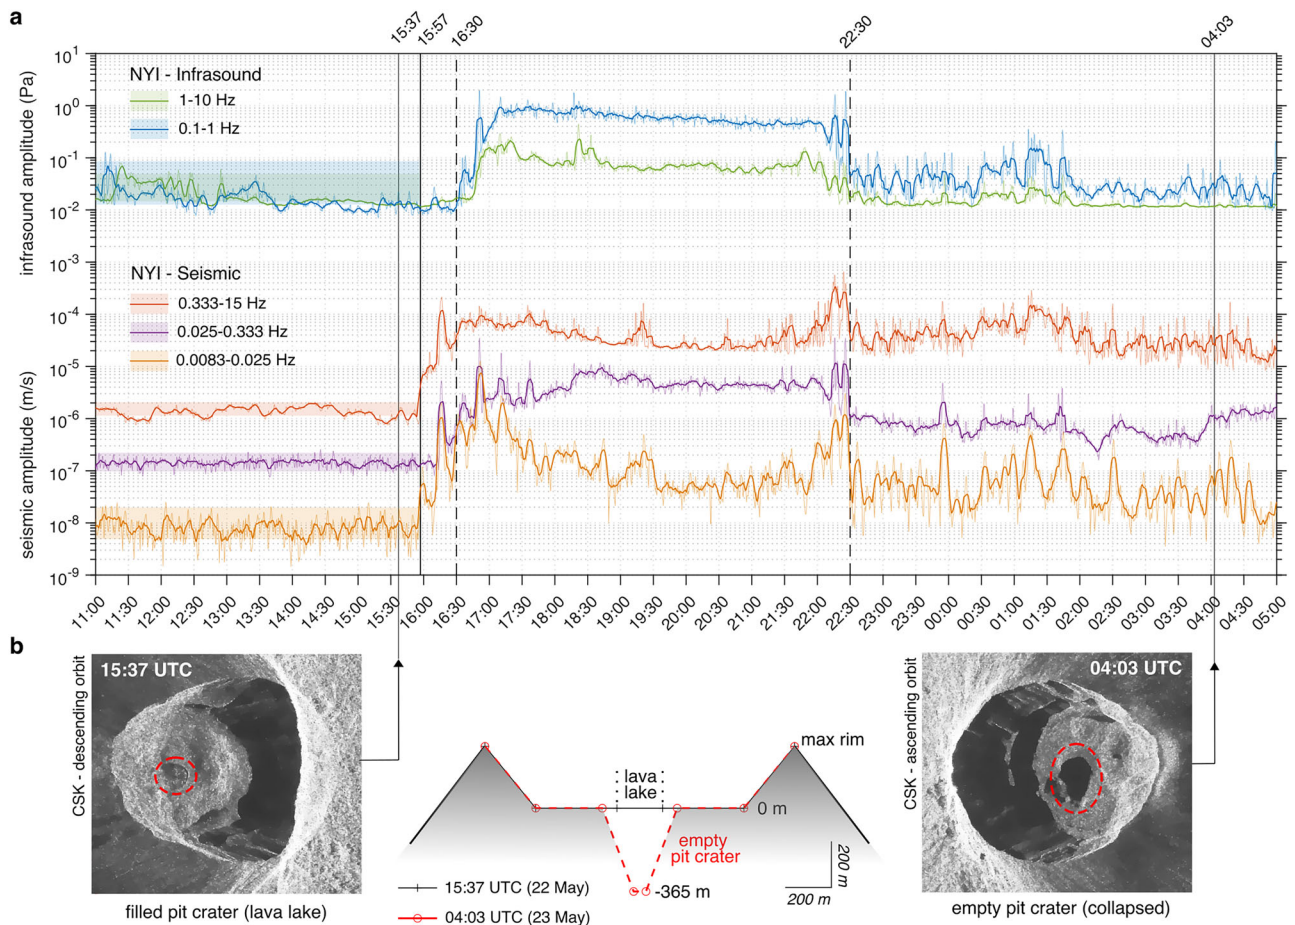 a
15:37
15:57
16:30
22:30
04:03
infrasound amplitude (Pa)
seismic amplitude (m/s)
10^1
10^0
10^-1
10^-2
10^-3
10^-4
10^-5
10^-6
10^-7
10^-8
10^-9
NYI - Infrasound
1-10 Hz
0.1-1 Hz
NYI - Seismic
0.333-15 Hz
0.025-0.333 Hz
0.0083-0.025 Hz
11:00
11:30
12:00
12:30
13:00
13:30
14:00
14:30
15:00
15:30
16:00
16:30
17:00
17:30
18:00
18:30
19:00
19:30
20:00
20:30
21:00
21:30
22:00
22:30
23:00
23:30
00:00
00:30
01:00
01:30
02:00
02:30
03:00
03:30
04:00
04:30
05:00
b
CSK - descending orbit
15:37 UTC
filled pit crater (lava lake)
max rim
lava
lake
0 m
empty
pit crater
-365 m
200 m
200 m
15:37 UTC (22 May)
04:03 UTC (23 May)
CSK - ascending orbit
04:03 UTC
empty pit crater (collapsed)